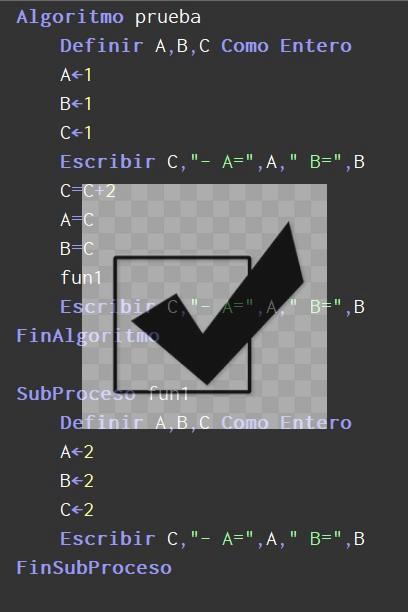 Algoritmo prueba
Definir A,B,C Como Entero
A←1
B←1
C←1
Escribir C,"- A=",A," B=",B
C=C+2
A=C
B=C
fun1
Escribir C,"- A=",A," B=",B
FinAlgoritmo
SubProceso fun1
Definir A,B,C Como Entero
A←2
B←2
C←2
Escribir C,"- A=",A," B=",B
FinSubProceso